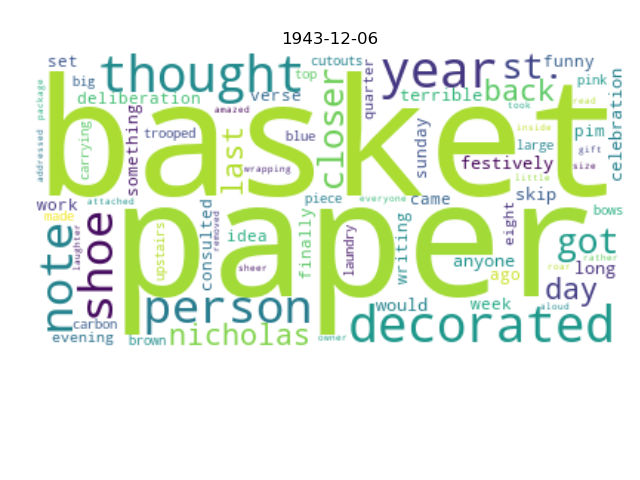 1943-12-06
set
big
thought
top
cutouts
closer
quarter
year
st.
funny
pink
celebration
addressed
package
basket
deliberation
verse
terrible
back
read
took
amazed
carrying
something
trooped
last
blue
sunday
inside
pim
large
gift
wrapping
festively
size
little
work
attached
piece
everyone
came
skip
made
shoe
paper
bows
note
laughter
upstairs
consulted
removed
idea
finally
laundry
writing
eight
got
rather
sheer
anyone
ago
roar
long
person
would
week
day
aloud
carbon
evening
brown
nicholas
owner
decorated